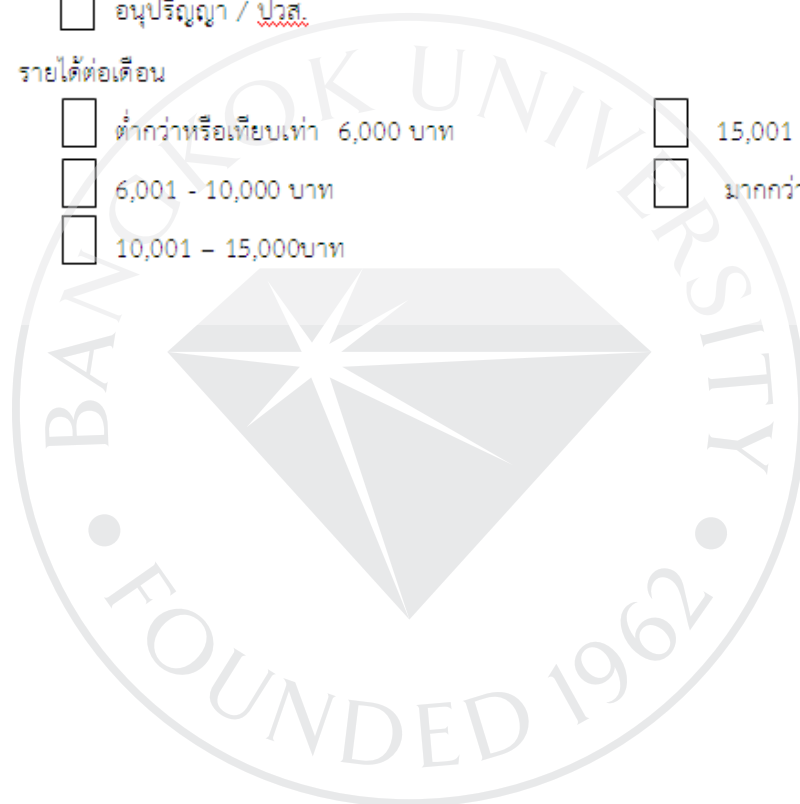 อนุปริญญา / ปวส.
รายได้ต่อเดือน
ต่ำกว่าหรือเทียบเท่า 6,000 บาท
15,001
6,001 - 10,000 บาท
มากกว่า
10,001 – 15,000บาท
BANGKOK UNIVERSITY
FOUNDED 1962